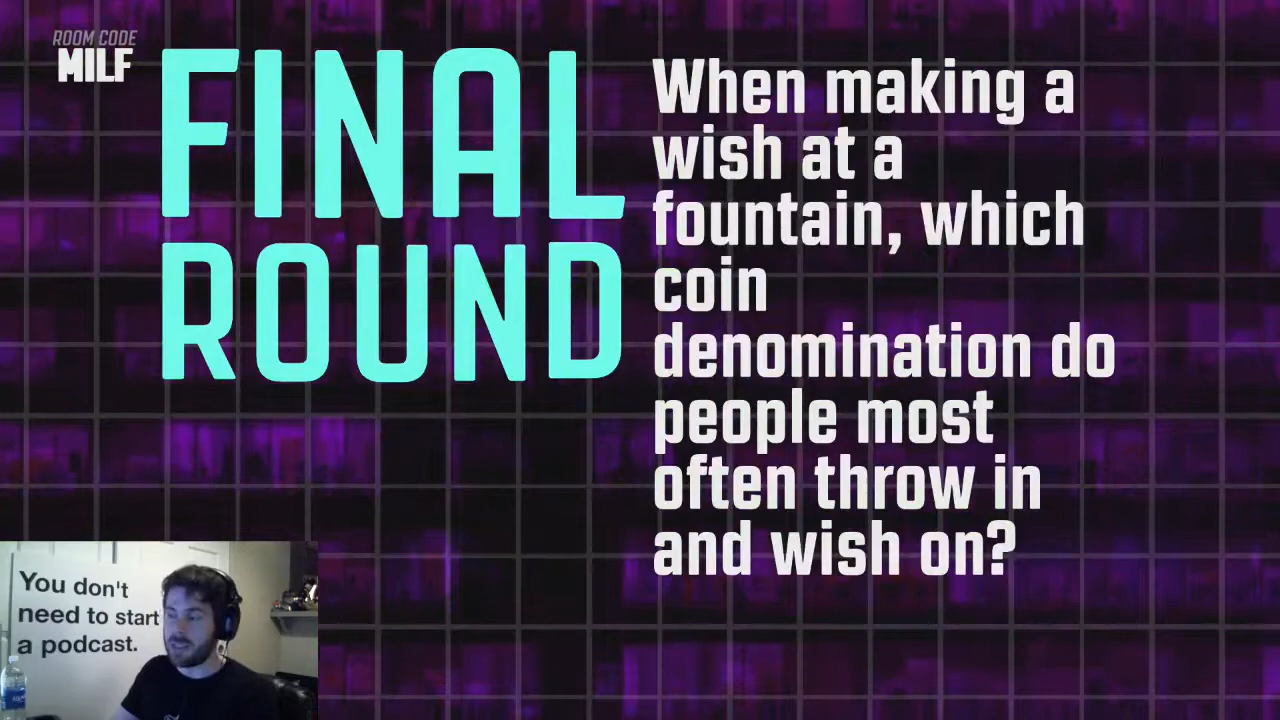 ROOM CODE
MILF
FINAL
ROUND
When making a
wish at a
fountain, which
coin
denomination do
people most
often throw in
and wish on?
You don't
need to start
a podcast.